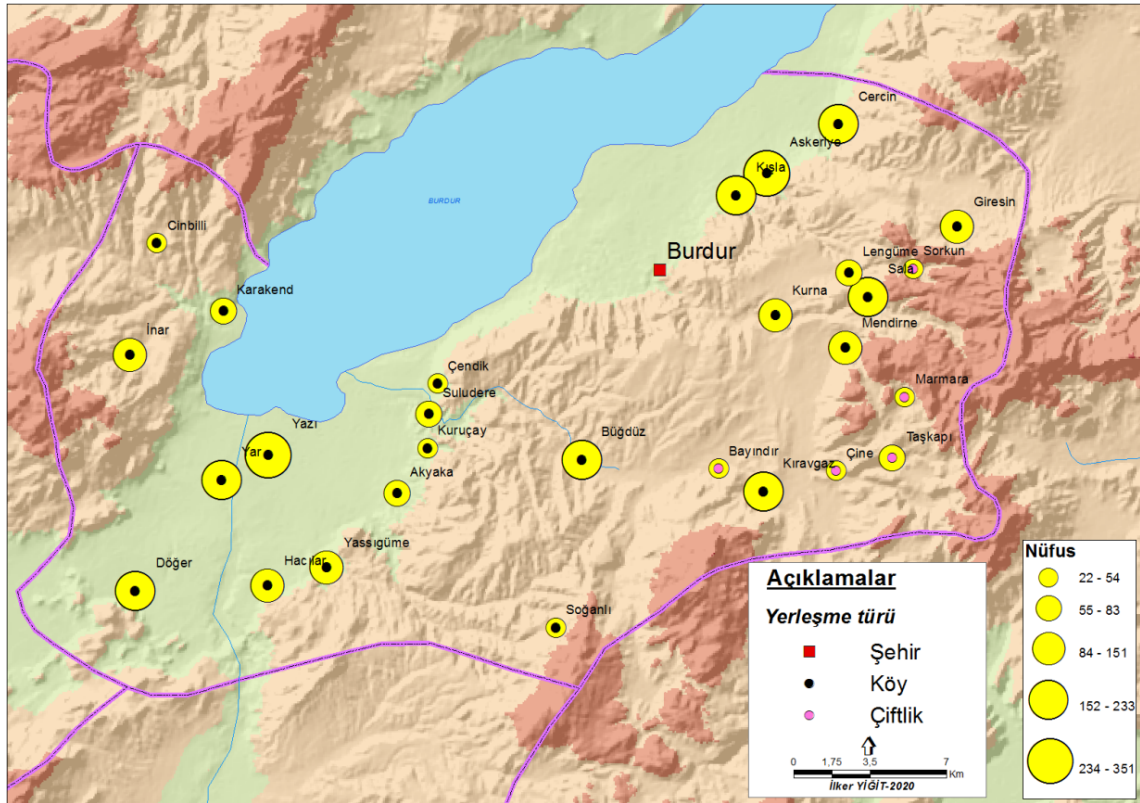 Cercin
Askeriye
Kışla
Giresin
Cinbilli
Burdur
BURDUR
Lengüme
Sorkun
Sala
Karakend
Kurna
Mendirne
İnar
Çendik
Suludere
Marmara
Yazı
Kuruçay
Büğdüz
Yar
Taşkapı
Bayındır
Çine
Kıravgaz
Akyaka
Yassıgüme
Hacılar
Döğer
Soğanlı
Açıklamalar
Yerleşme türü
Şehir
Köy
Çiftlik
0 1,75 3,5 7
Km
İlker YİĞİT-2020
Nüfus
22 - 54
55 - 83
84 - 151
152 - 233
234 - 351